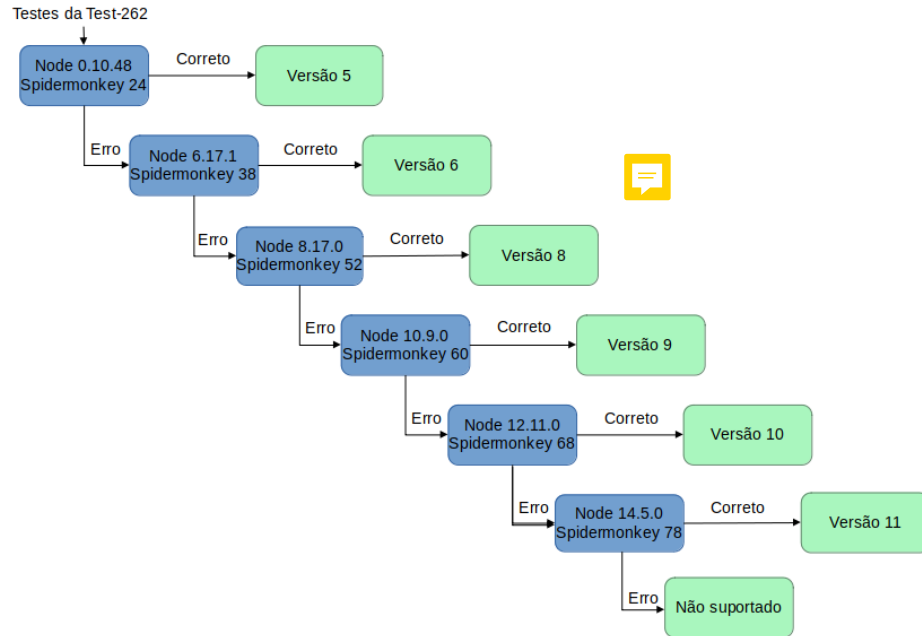 Testes da Test-262
Node 0.10.48
Spidermonkey 24
Correto
Versão 5
Erro
Node 6.17.1
Spidermonkey 38
Correto
Versão 6
Erro
Node 8.17.0
Spidermonkey 52
Correto
Versão 8
Erro
Node 10.9.0
Spidermonkey 60
Correto
Versão 9
Erro
Node 12.11.0
Spidermonkey 68
Correto
Versão 10
Erro
Node 14.5.0
Spidermonkey 78
Correto
Versão 11
Erro
Não suportado